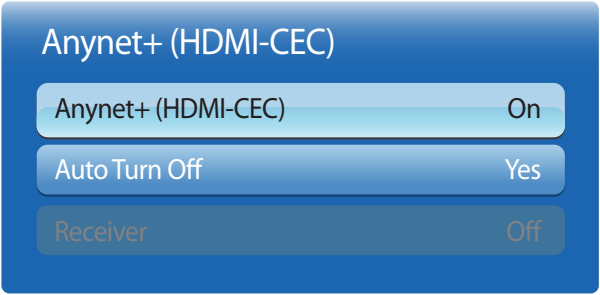 Anynet+ (HDMI-CEC)
Anynet+ (HDMI-CEC) On
Auto Turn Off Yes
Receiver Off